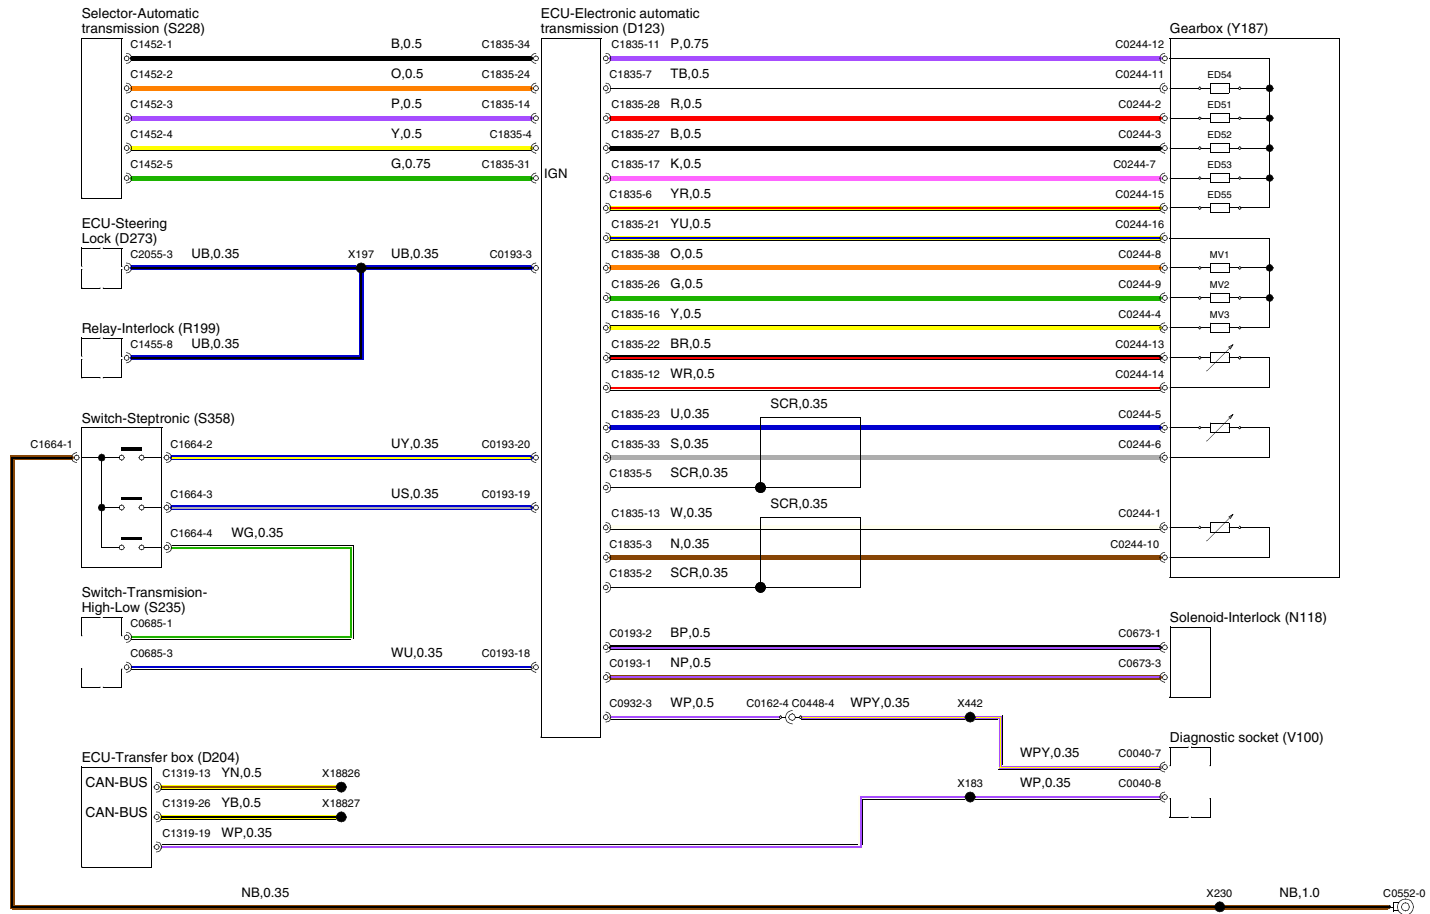 Selector-Automatic
transmission (S228)
C1452-1 B,0.5 C1835-34
C1452-2 O,0.5 C1835-24
C1452-3 P,0.5 C1835-14
C1452-4 Y,0.5 C1835-4
C1452-5 G,0.75 C1835-31
ECU-Steering
Lock (D273)
C2055-3 UB,0.35 X197 UB,0.35 C0193-3
Relay-Interlock (R199)
C1455-8 UB,0.35
Switch-Steptronic (S358)
C1664-1 C1664-2 UY,0.35 C0193-20
C1664-3 US,0.35 C0193-19
C1664-4 WG,0.35
Switch-Transmision-
High-Low (S235)
C0685-1
C0685-3 WU,0.35 C0193-18
ECU-Electronic automatic
transmission (D123)
IGN
C1835-11 P,0.75 C0244-12
C1835-7 TB,0.5 C0244-11
C1835-28 R,0.5 C0244-2
C1835-27 B,0.5 C0244-3
C1835-17 K,0.5 C0244-7
C1835-6 YR,0.5 C0244-15
C1835-21 YU,0.5 C0244-16
C1835-38 O,0.5 C0244-8
C1835-26 G,0.5 C0244-9
C1835-16 Y,0.5 C0244-4
C1835-22 BR,0.5 C0244-13
C1835-12 WR,0.5 C0244-14
SCR,0.35
C1835-23 U,0.35 C0244-5
C1835-33 S,0.35 C0244-6
C1835-5 SCR,0.35
SCR,0.35
C1835-13 W,0.35 C0244-1
C1835-3 N,0.35 C0244-10
C1835-2 SCR,0.35
Gearbox (Y187)
ED54
ED51
ED52
ED53
ED55
MV1
MV2
MV3
Solenoid-Interlock (N118)
C0193-2 BP,0.5 C0673-1
C0193-1 NP,0.5 C0673-3
C0932-3 WP,0.5 C0162-4 C0448-4 WPY,0.35 X442
Diagnostic socket (V100)
WPY,0.35 C0040-7
X183 WP,0.35 C0040-8
ECU-Transfer box (D204)
CAN-BUS C1319-13 YN,0.5 X18826
CAN-BUS C1319-26 YB,0.5 X18827
C1319-19 WP,0.35
NB,0.35 X230 NB,1.0 C0552-0